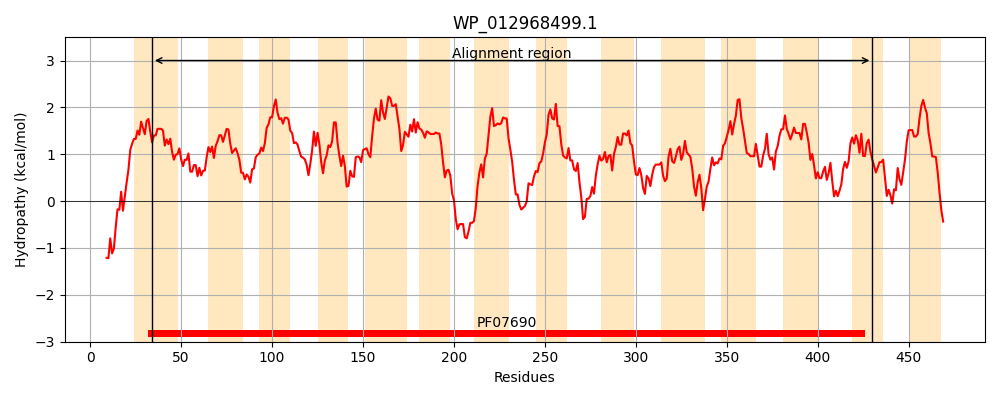 WP_012968499.1
Alignment region
3
2
1
0
−1
−2
−3
Hydropathy (kcal/mol)
PF07690
0 50 100 150 200 250 300 350 400 450
Residues